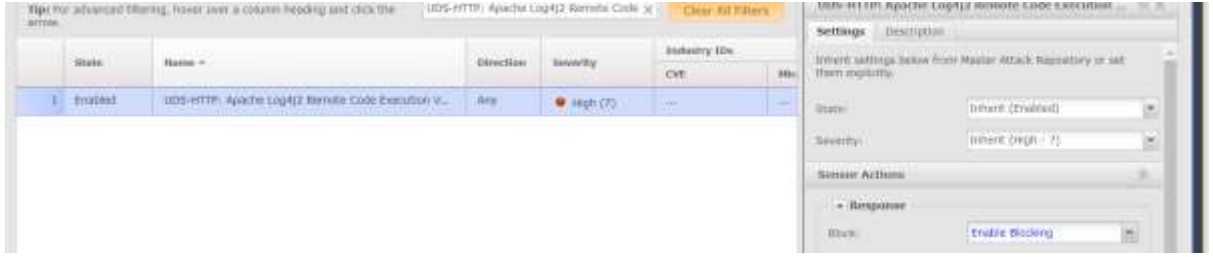 Tip: For advanced filtering, hover over a column heading and click the
arrow.
UDS-HTTP: Apache Log4j2 Remote Code x
Clear All Filters
State
Name
Direction
Severity
Industry IDs
CVE
Mic
1 Enabled UDS-HTTP: Apache Log4j2 Remote Code Execution V... Any High (7) --- ---
UDS-HTTP: Apache Log4j2 Remote Code Execution ...
Settings Description
Inherit settings below from Master Attack Repository or set
them explicitly.
State: Inherit (Enabled)
Severity: Inherit (High - 7)
Sensor Actions
Response
Block: Enable Blocking